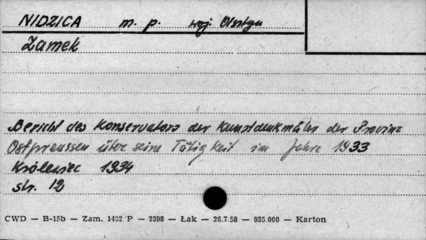 NIDZICA m. p. woj Olsztyn
Zamek
Bericht des Konservators der Kunstdenkmäler der Provinz
Ostpreussen über seine Tätigkeit im Jahre 1933
Królewiec 1934
str. 12
CWD — B-15b — Zam. 1452 P — 2398 — Łak — 26.7.58 — 935.000 — Karton